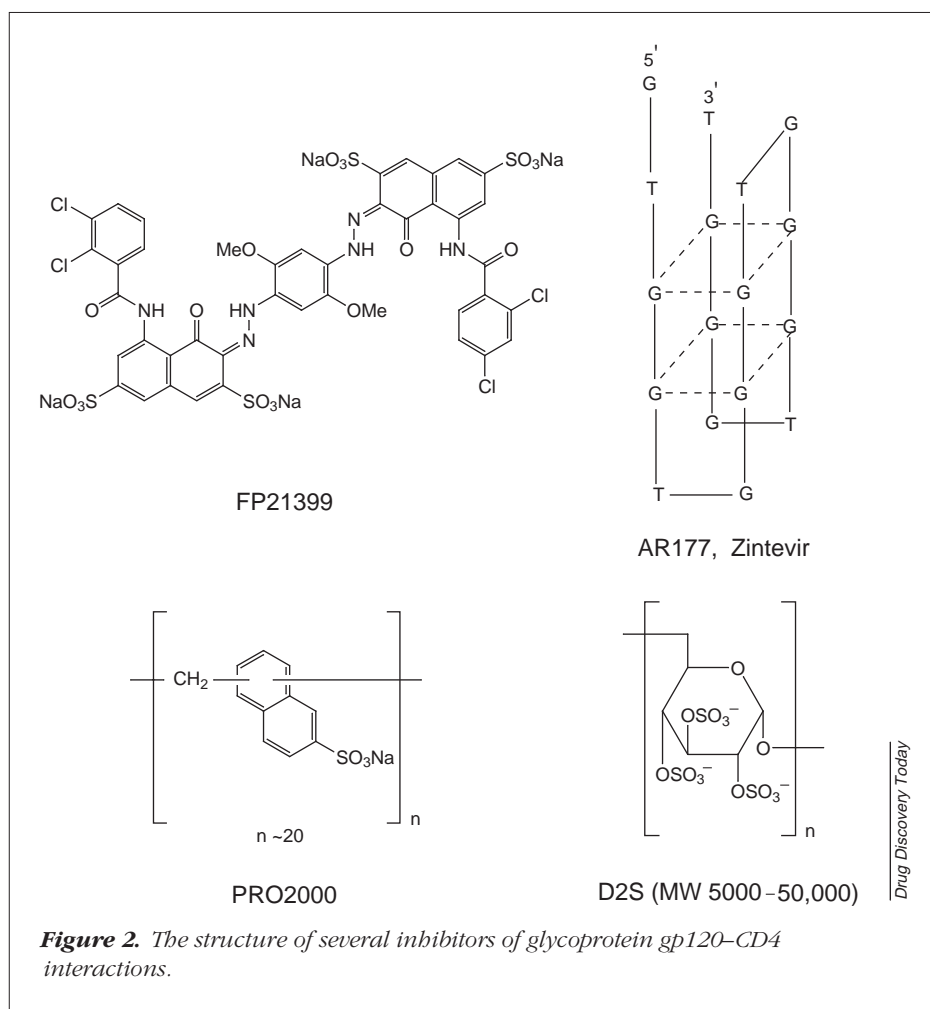 NaO₃S
SO₃Na
Cl
Cl
N
NH
O
HN
O
MeO
OMe
Cl
Cl
O
NH
O
HN
N
NaO₃S
SO₃Na
FP21399
5'
G
3'
T
G
T
T
G
G
G
G
G
G
G
G
G
T
T
G
AR177, Zintevir
CH₂
SO₃Na
n
n ~20
PRO2000
O
OSO₃⁻
O
OSO₃⁻
OSO₃⁻
n
D2S (MW 5000–50,000)
Drug Discovery Today
Figure 2. The structure of several inhibitors of glycoprotein gp120–CD4
interactions.